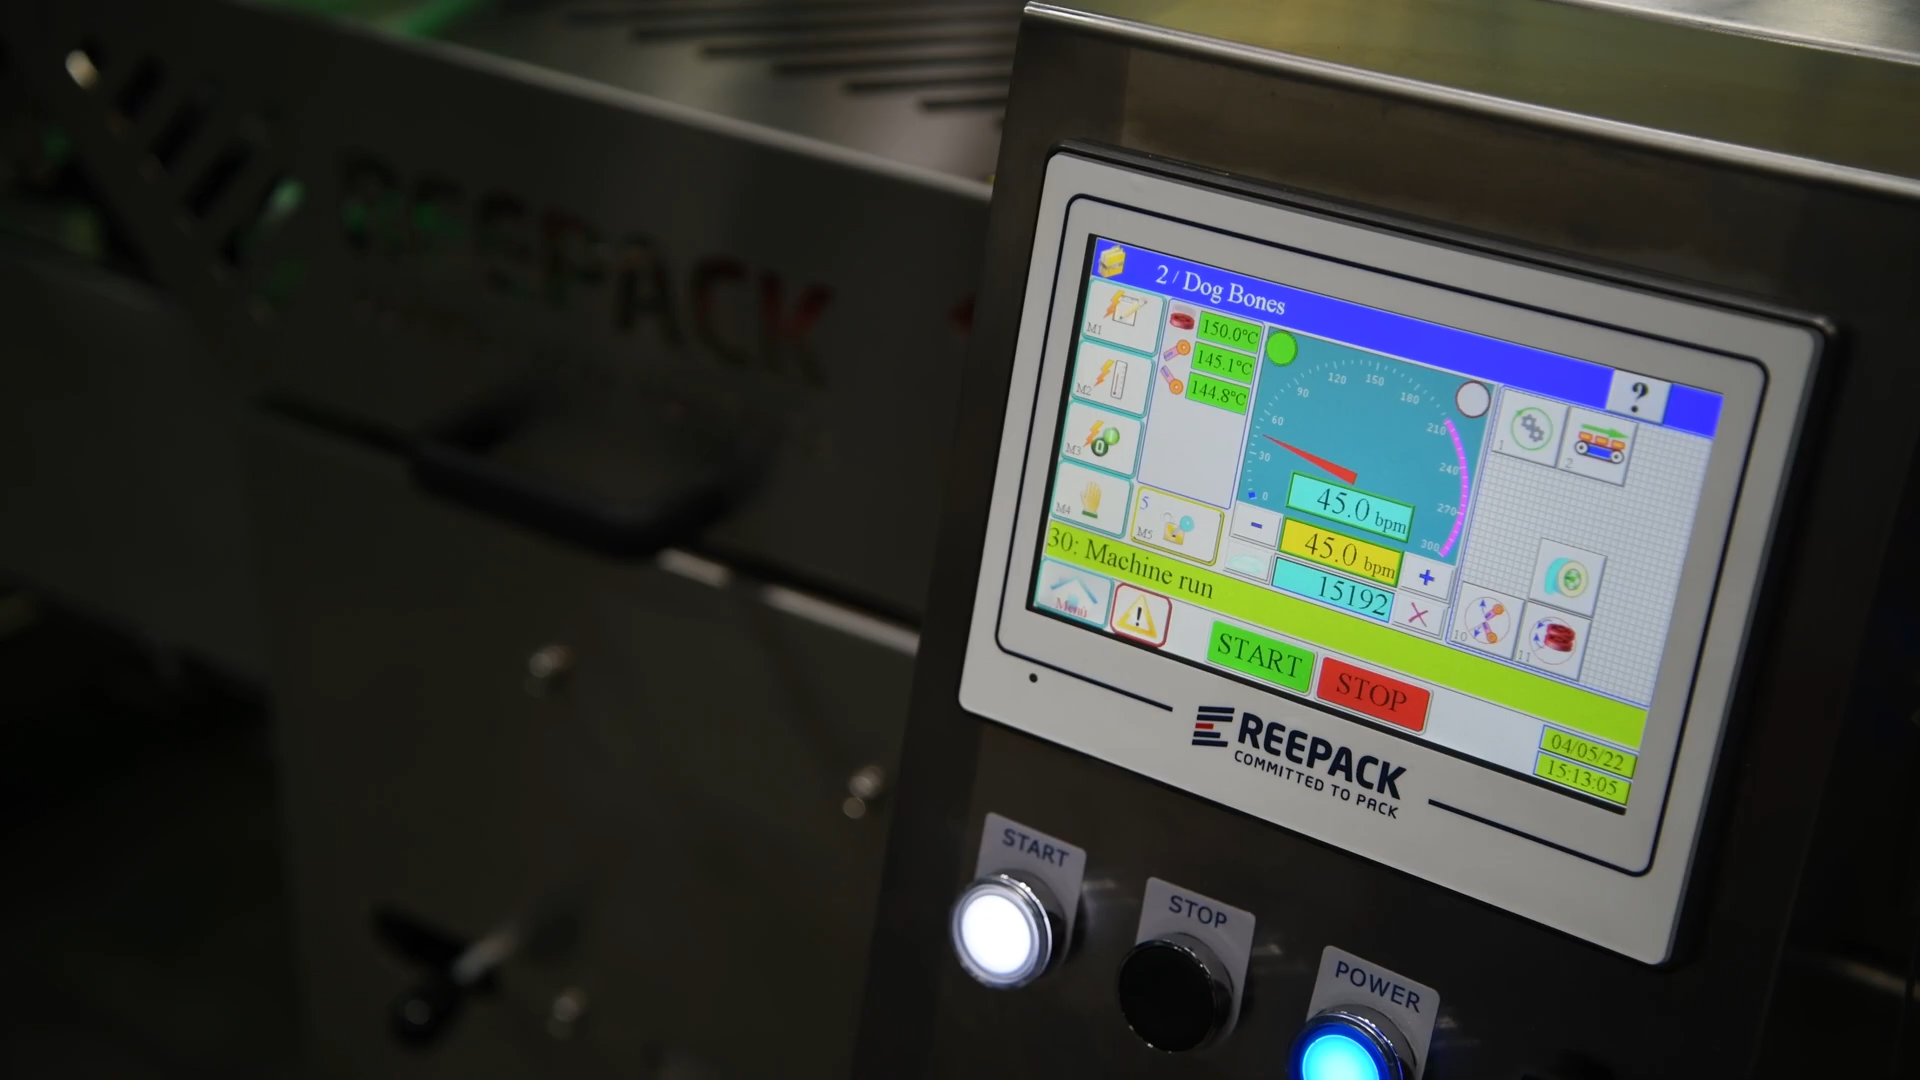 REEPACK
2 / Dog Bones
?
M1
150.0°C
145.1°C
144.8°C
M2
M3
M4
5
M5
0
30
60
90
120
150
180
210
240
270
300
1
2
45.0 bpm
-
45.0 bpm
+
15192
10
11
30: Machine run
Menù
START
STOP
04/05/22
15:13:05
REEPACK
COMMITTED TO PACK
START
STOP
POWER